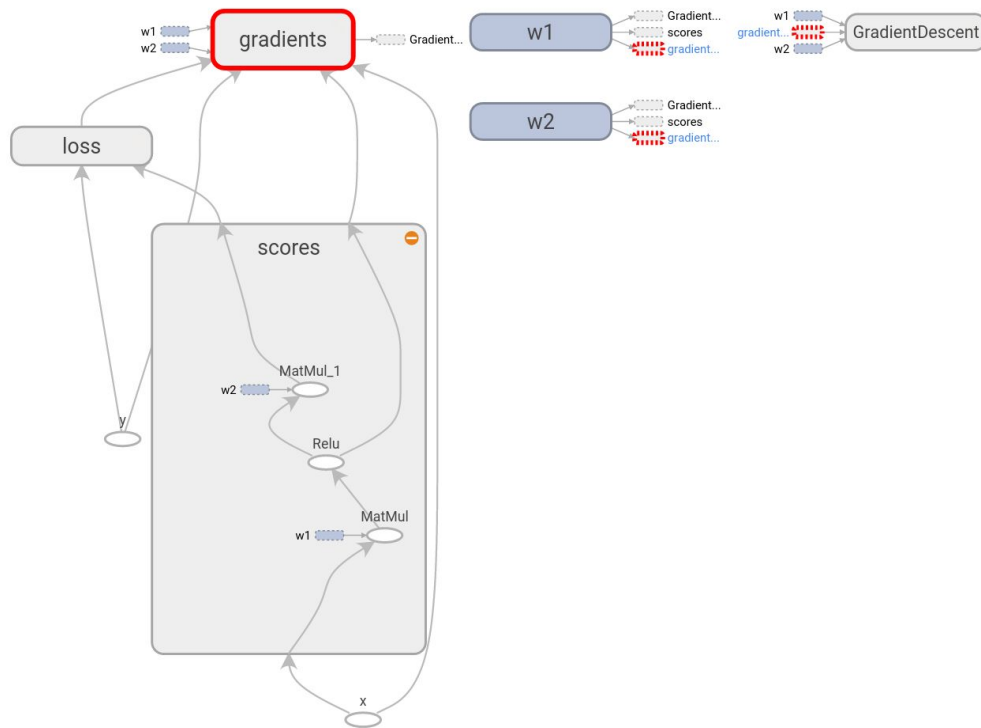 w1
w2
gradients
Gradient...
loss
scores
MatMul_1
w2
y
Relu
MatMul
w1
x
w1
Gradient...
scores
gradient...
w2
Gradient...
scores
gradient...
w1
gradient...
w2
GradientDescent